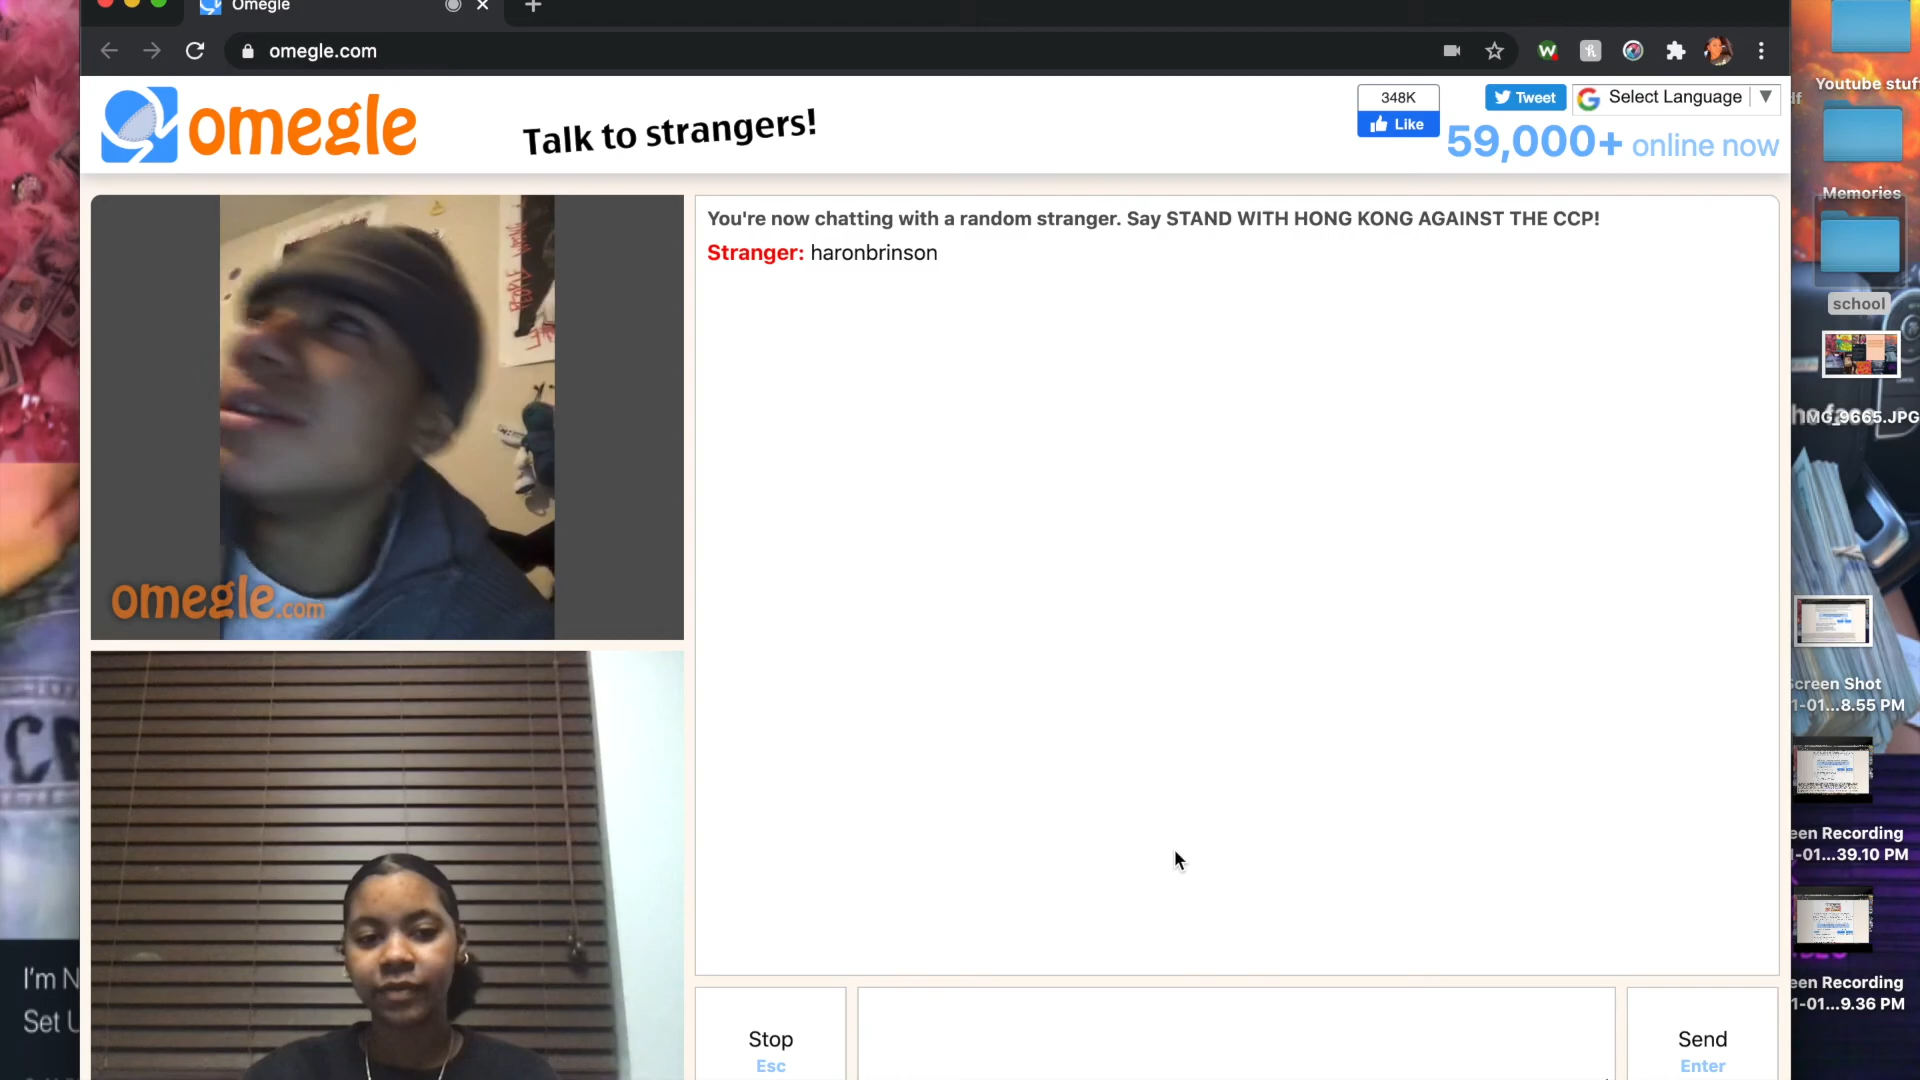 Omegle
omegle.com
omegle
Talk to strangers!
348K
Like
Tweet
Select Language
59,000+ online now
You're now chatting with a random stranger. Say STAND WITH HONG KONG AGAINST THE CCP!
Stranger: haronbrinson
omegle.com
Stop
Esc
Send
Enter
Youtube stuf
Memories
school
MG_9665.JPG
Screen Shot
1-01...8.55 PM
een Recording
1-01...39.10 PM
een Recording
1-01...9.36 PM
I'm N
Set U